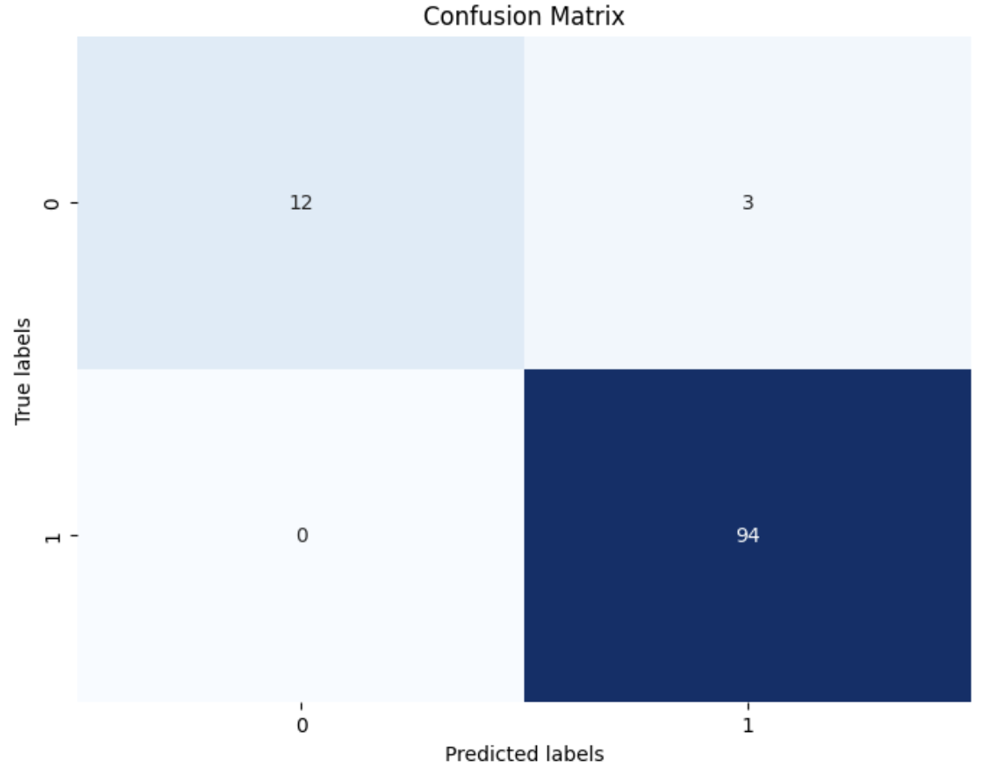 Confusion Matrix
True labels
0
12
3
1
0
94
0
1
Predicted labels